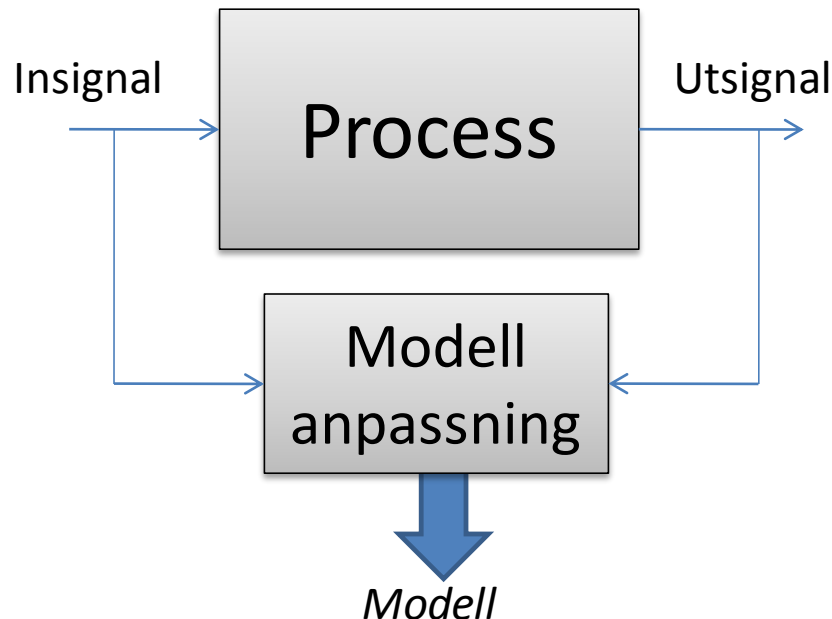 Insignal
Utsignal
Process
Modell
anpassning
Modell